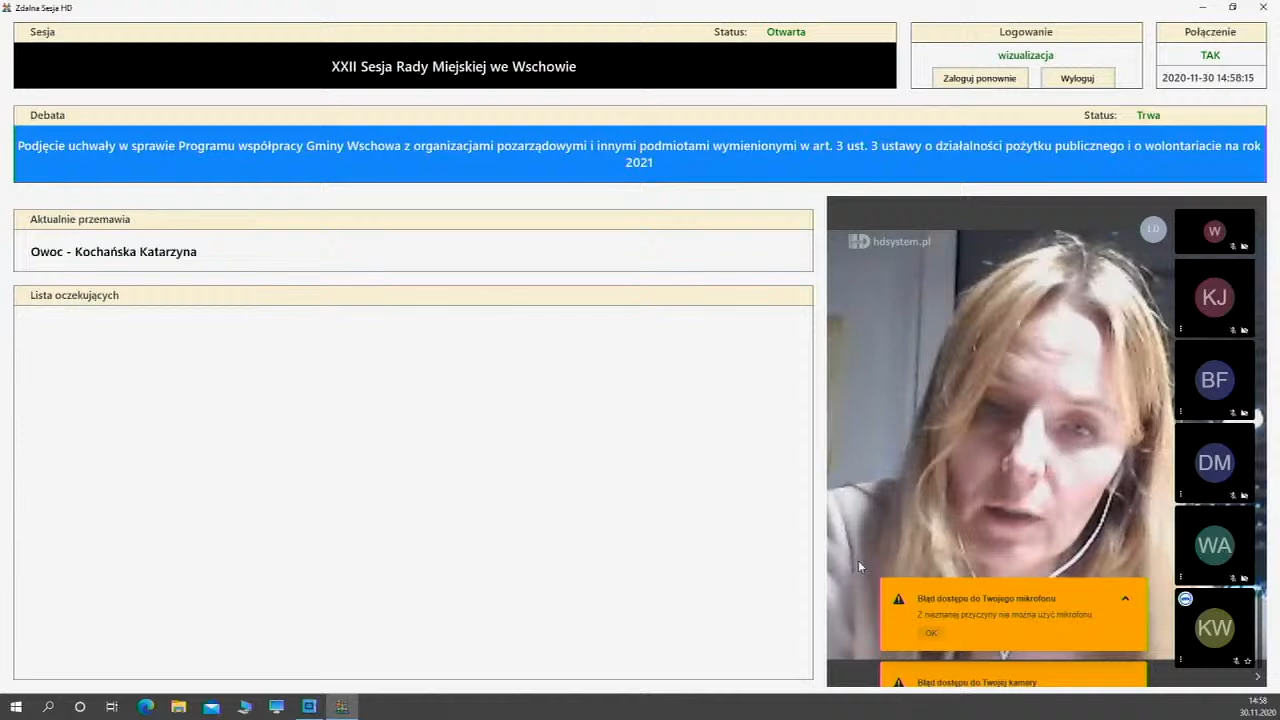 Zdalna Sesja HD
Sesja
Status: Otwarta
XXII Sesja Rady Miejskiej we Wschowie
Logowanie
wizualizacja
Zaloguj ponownie
Wyloguj
Połączenie
TAK
2020-11-30 14:58:15
Debata
Status: Trwa
Podjęcie uchwały w sprawie Programu współpracy Gminy Wschowa z organizacjami pozarządowymi i innymi podmiotami wymienionymi w art. 3 ust. 3 ustawy o działalności pożytku publicznego i o wolontariacie na rok
2021
Aktualnie przemawia
Owoc - Kochańska Katarzyna
Lista oczekujących
HD hdsystem.pl
W
KJ
BF
DM
WA
KW
Błąd dostępu do Twojego mikrofonu
Z nieznanej przyczyny nie można użyć mikrofonu
OK
Błąd dostępu do Twojej kamery
14:58
30.11.2020